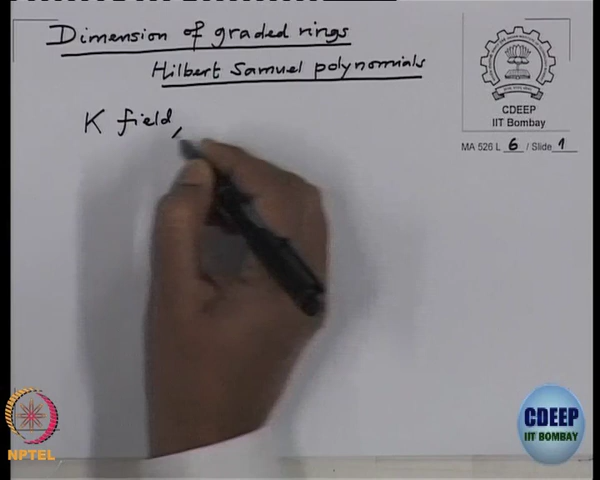 Dimension of graded rings
Hilbert Samuel polynomials
K field,
CDEEP
IIT Bombay
MA 526 L 6 / Slide 1
NPTEL
CDEEP
IIT BOMBAY